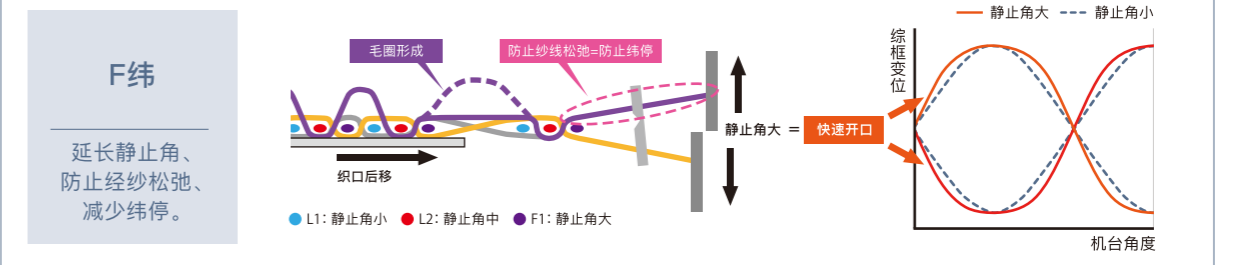 F纬
延长静止角、
防止经纱松弛、
减少纬停。
毛圈形成
防止纱线松弛=防止纬停
织口后移
L1: 静止角小
L2: 静止角中
F1: 静止角大
静止角大 =
快速开口
静止角大
静止角小
综框变位
机台角度